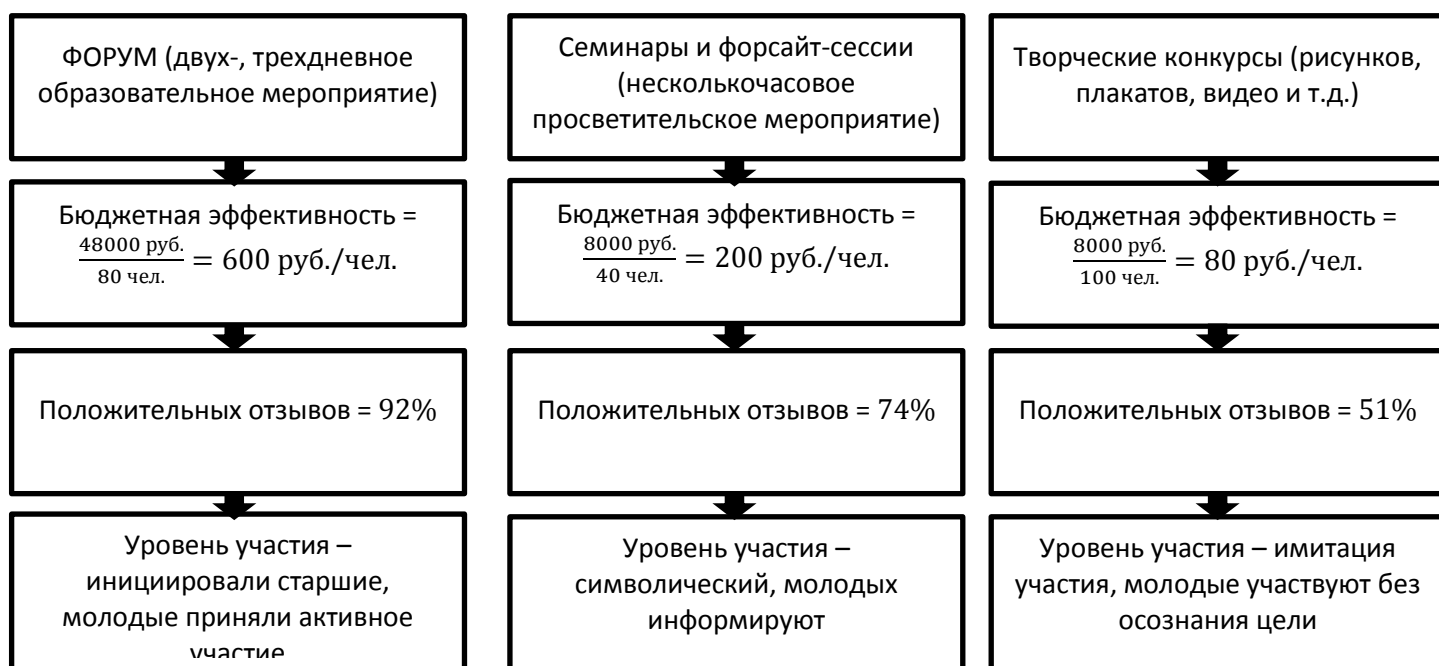 ФОРУМ (двух-, трехдневное
образовательное мероприятие)
Бюджетная эффективность =
48000 руб.
80 чел.
= 600 руб./чел.
Положительных отзывов = 92%
Уровень участия –
инициировали старшие,
молодые приняли активное
участие
Семинары и форсайт-сессии
(несколькочасовое
просветительское мероприятие)
Бюджетная эффективность =
8000 руб.
40 чел.
= 200 руб./чел.
Положительных отзывов = 74%
Уровень участия –
символический, молодых
информируют
Творческие конкурсы (рисунков,
плакатов, видео и т.д.)
Бюджетная эффективность =
8000 руб.
100 чел.
= 80 руб./чел.
Положительных отзывов = 51%
Уровень участия – имитация
участия, молодые участвуют без
осознания цели